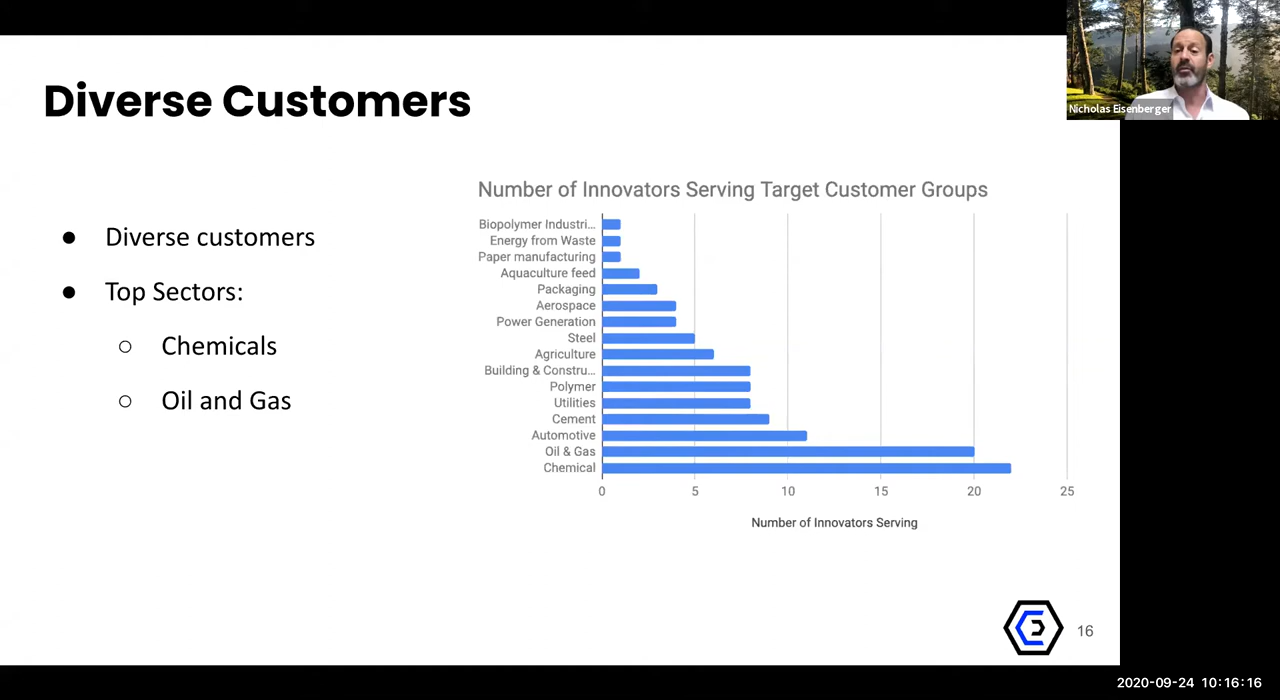 Nicholas Eisenberger
Diverse Customers
● Diverse customers
● Top Sectors:
○ Chemicals
○ Oil and Gas
Number of Innovators Serving Target Customer Groups
Biopolymer Industri...
Energy from Waste
Paper manufacturing
Aquaculture feed
Packaging
Aerospace
Power Generation
Steel
Agriculture
Building & Constru...
Polymer
Utilities
Cement
Automotive
Oil & Gas
Chemical
0 5 10 15 20 25
Number of Innovators Serving
16
2020-09-24 10:16:16